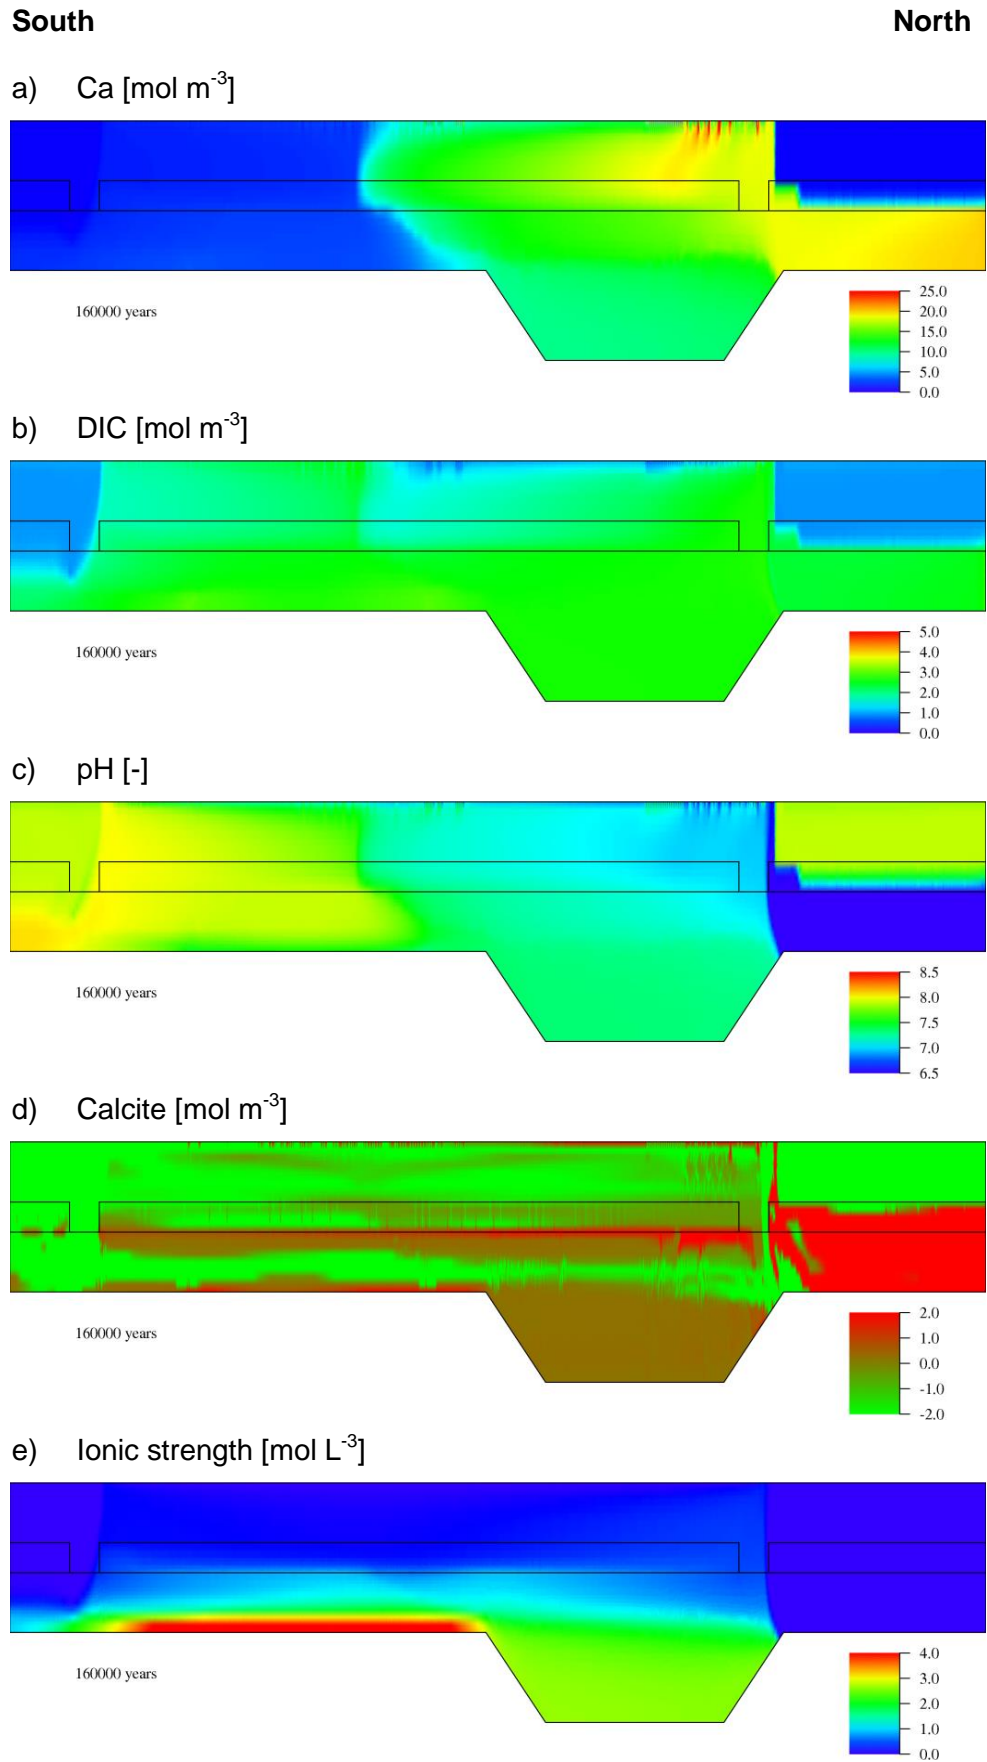 South North
a) Ca [mol m-3]
160000 years
25.0
20.0
15.0
10.0
5.0
0.0
b) DIC [mol m-3]
160000 years
5.0
4.0
3.0
2.0
1.0
0.0
c) pH [-]
160000 years
8.5
8.0
7.5
7.0
6.5
d) Calcite [mol m-3]
160000 years
2.0
1.0
0.0
-1.0
-2.0
e) Ionic strength [mol L-3]
160000 years
4.0
3.0
2.0
1.0
0.0